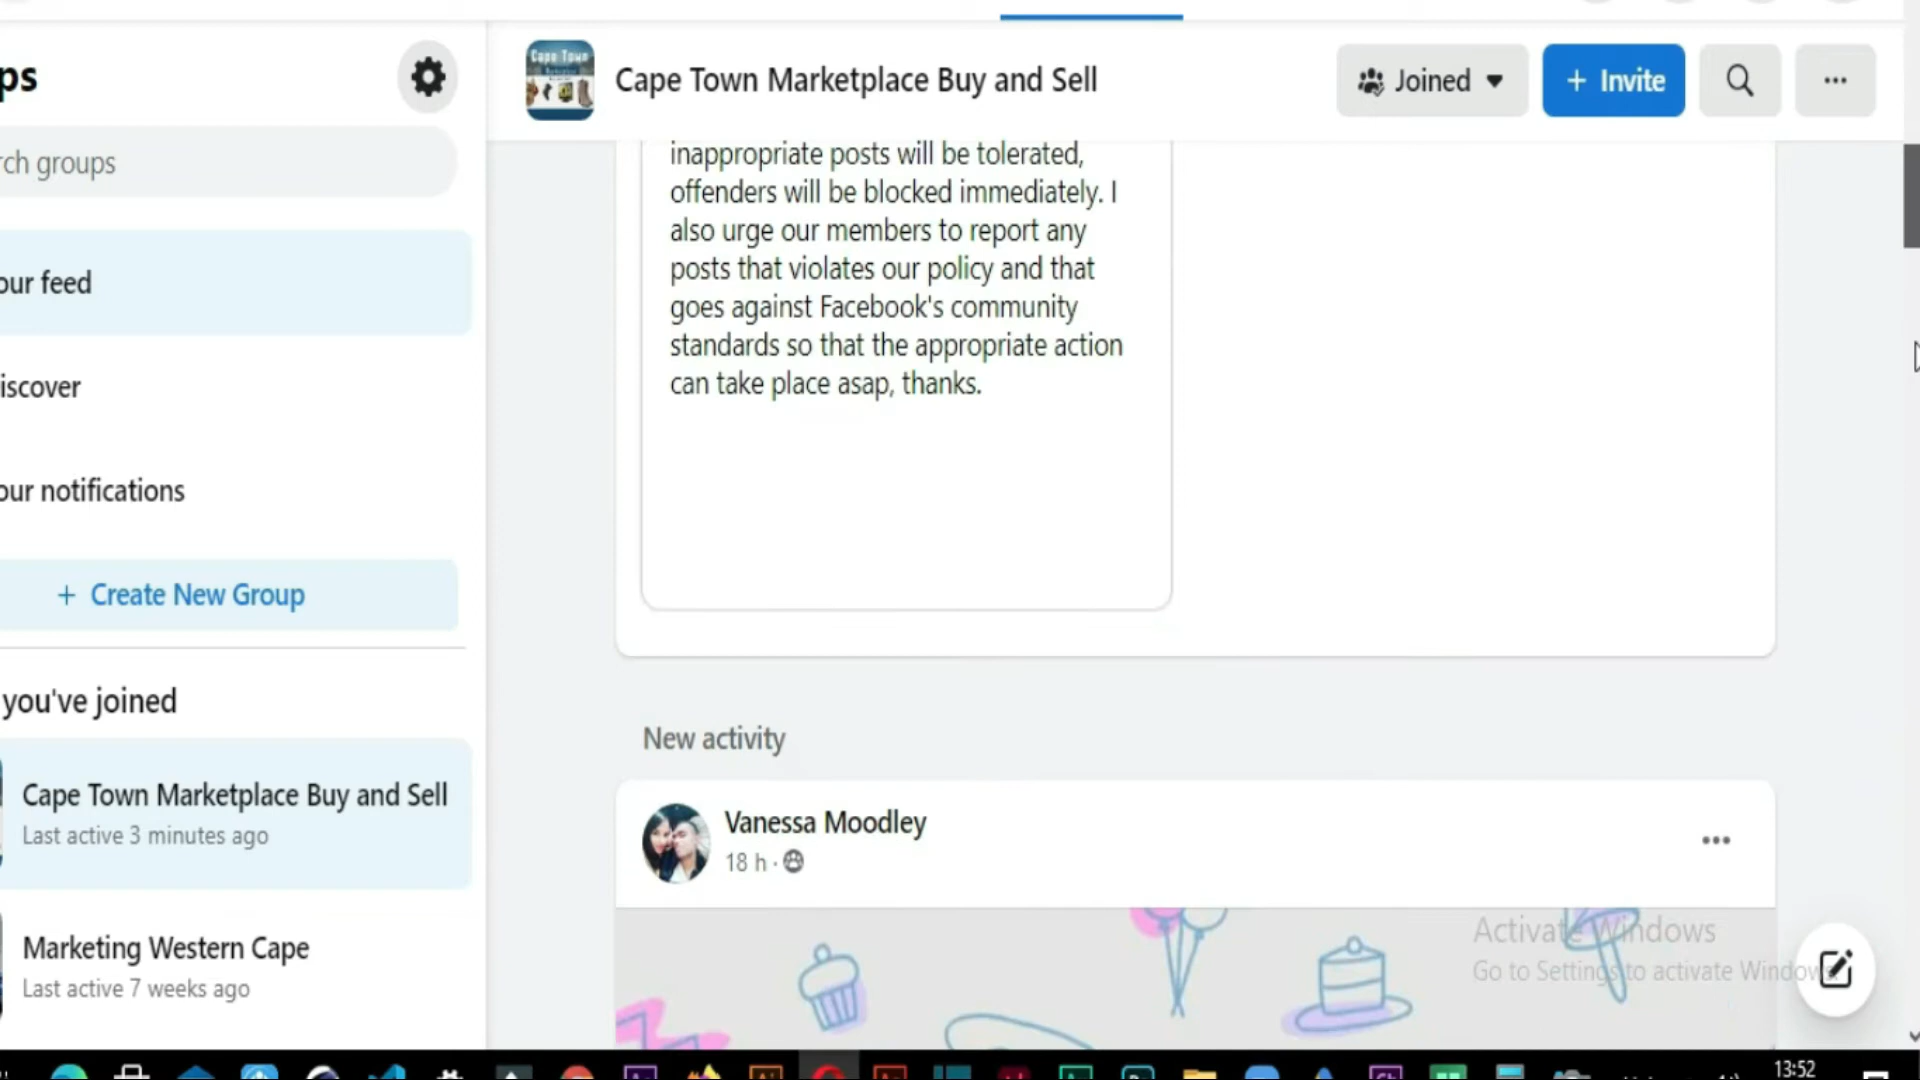 ps
Cape Town Marketplace Buy and Sell
Joined
+ Invite
rch groups
inappropriate posts will be tolerated,
offenders will be blocked immediately. I
also urge our members to report any
posts that violates our policy and that
goes against Facebook's community
standards so that the appropriate action
can take place asap, thanks.
our feed
iscover
our notifications
+ Create New Group
you've joined
Cape Town Marketplace Buy and Sell
Last active 3 minutes ago
Marketing Western Cape
Last active 7 weeks ago
New activity
Vanessa Moodley
18 h ·
Activate Windows
Go to Settings to activate Windows
13:52